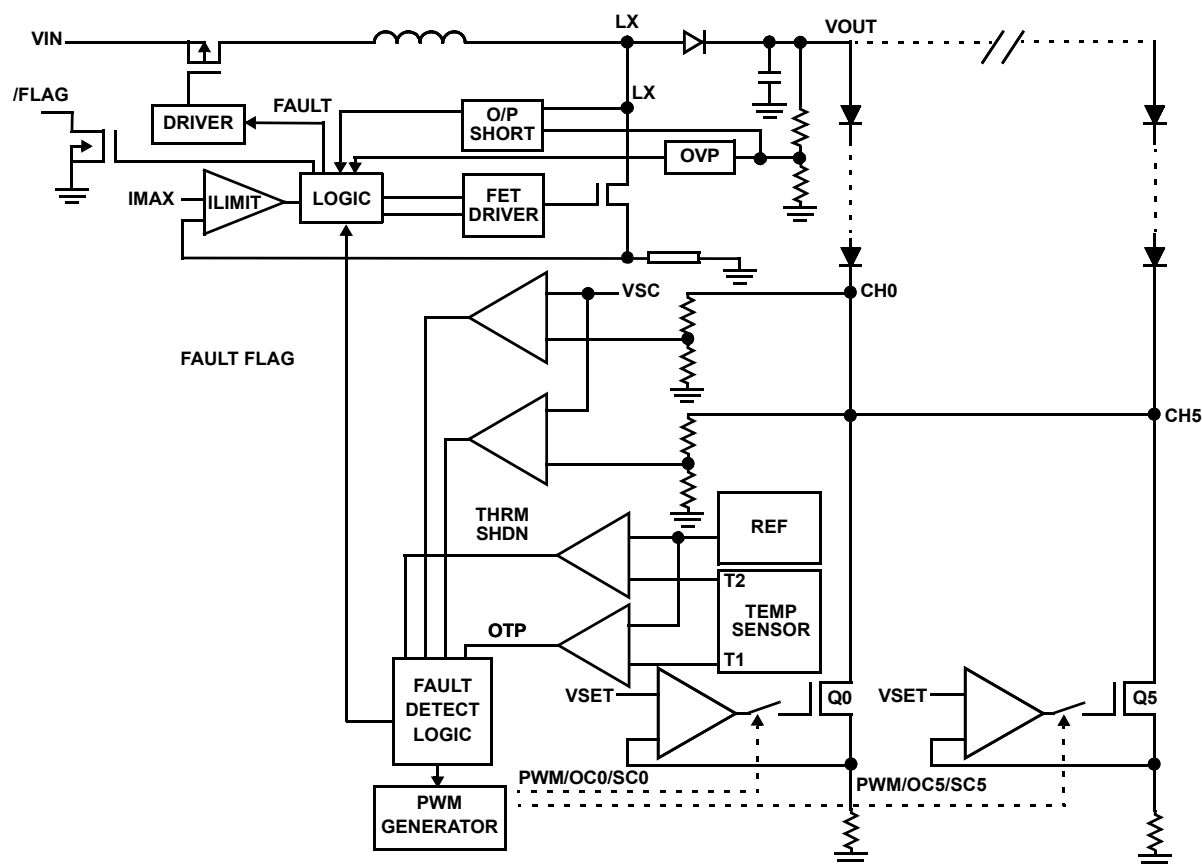 LX
VOUT
VIN
/FLAG
FAULT
LX
DRIVER
O/P
SHORT
OVP
IMAX
ILIMIT
LOGIC
FET
DRIVER
VSC
CH0
FAULT FLAG
CH5
THRM
SHDN
REF
T2
TEMP
SENSOR
OTP
T1
FAULT
DETECT
LOGIC
VSET
Q0
VSET
Q5
PWM/OC0/SC0
PWM/OC5/SC5
PWM
GENERATOR